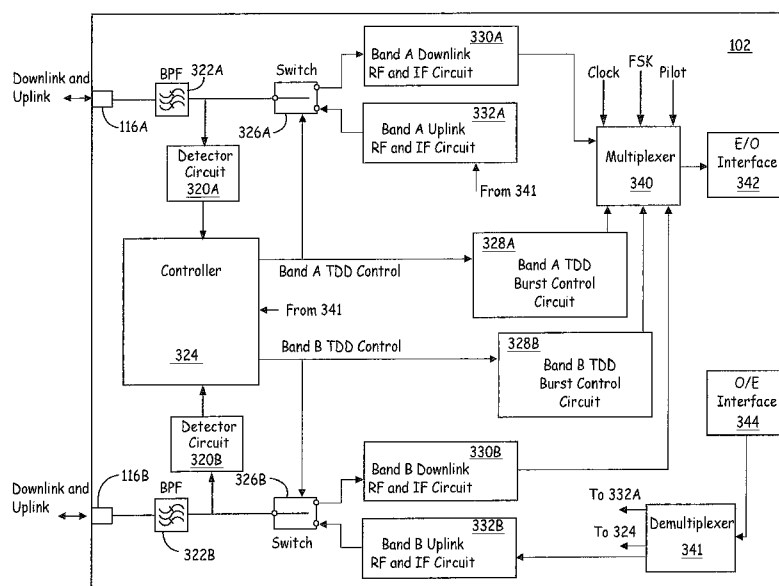 102
Downlink and
Uplink
116A
BPF
322A
Switch
326A
330A
Band A Downlink
RF and IF Circuit
332A
Band A Uplink
RF and IF Circuit
From 341
Clock
FSK
Pilot
Multiplexer
340
E/O
Interface
342
Detector
Circuit
320A
Controller
324
Band A TDD Control
From 341
Band B TDD Control
328A
Band A TDD
Burst Control
Circuit
328B
Band B TDD
Burst Control
Circuit
O/E
Interface
344
Detector
Circuit
320B
326B
Downlink and
Uplink
116B
BPF
322B
Switch
330B
Band B Downlink
RF and IF Circuit
332B
Band B Uplink
RF and IF Circuit
To 332A
To 324
Demultiplexer
341